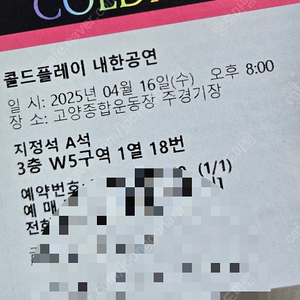 콜드플레이 내한공연
일 시: 2025년 04월 16일(수) 오후 8:00
장 소: 고양종합운동장 주경기장
지정석 A석
3층 W5구역 1열 18번
예약번호:
(1/1)
예 매
전화